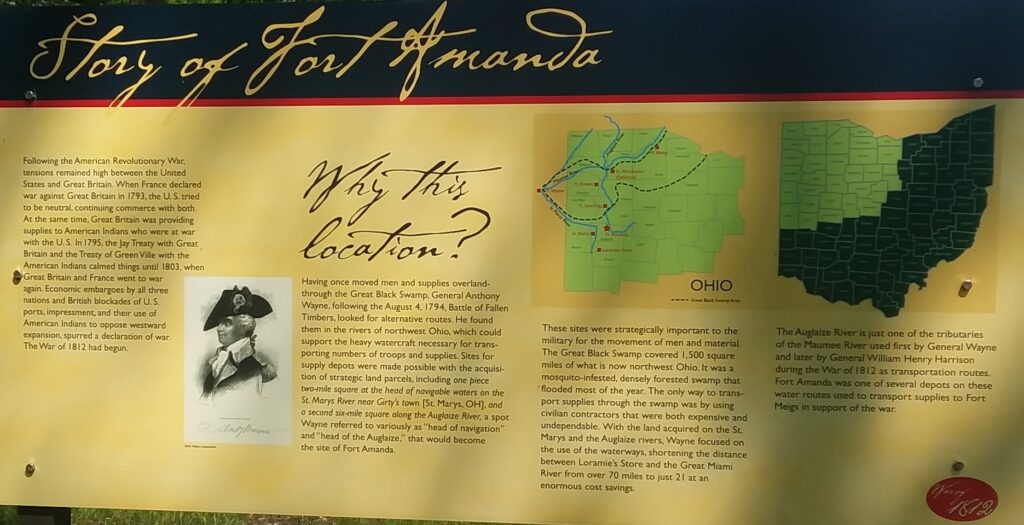 Story of Fort Amanda
Following the American Revolutionary War,
tensions remained high between the United
States and Great Britain. When France declared
war against Great Britain in 1793, the U.S. tried
to be neutral, continuing commerce with both.
At the same time, Great Britain was providing
supplies to American Indians who were at war
with the U. S. In 1795, the Jay Treaty with Great
Britain and the Treaty of Green Ville with the
American Indians calmed things until 1803, when
Great Britain and France went to war
again. Economic embargoes by all three
nations and British blockades of U. S.
ports, impressment, and their use of
American Indians to oppose westward
expansion, spurred a declaration of war.
The War of 1812 had begun.
Why this
location?
Having once moved men and supplies overland-
through the Great Black Swamp, General Anthony
Wayne, following the August 4, 1794, Battle of Fallen
Timbers, looked for alternative routes. He found
them in the rivers of northwest Ohio, which could
support the heavy watercraft necessary for trans-
porting numbers of troops and supplies. Sites for
supply depots were made possible with the acquisi-
tion of strategic land parcels, including one piece
two-mile square at the head of navigable waters on the
St. Marys River near Girty's town [St. Marys, OH], and
a second six-mile square along the Auglaize River, a spot
Wayne referred to variously as "head of navigation"
and "head of the Auglaize," that would become
the site of Fort Amanda.
Ft. Meigs
Ft. Winchester
Ft. Brown
Ft. Jennings
St. Marys
Loramie's Store
OHIO
Great Black Swamp Area
These sites were strategically important to the
military for the movement of men and material.
The Great Black Swamp covered 1,500 square
miles of what is now northwest Ohio. It was a
mosquito-infested, densely forested swamp that
flooded most of the year. The only way to trans-
port supplies through the swamp was by using
civilian contractors that were both expensive and
undependable. With the land acquired on the St.
Marys and the Auglaize rivers, Wayne focused on
the use of the waterways, shortening the distance
between Loramie's Store and the Great Miami
River from over 70 miles to just 21 at an
enormous cost savings.
The Auglaize River is just one of the tributaries
of the Maumee River used first by General Wayne
and later by General William Henry Harrison
during the War of 1812 as transportation routes.
Fort Amanda was one of several depots on these
water routes used to transport supplies to Fort
Meigs in support of the war.
War of
1812